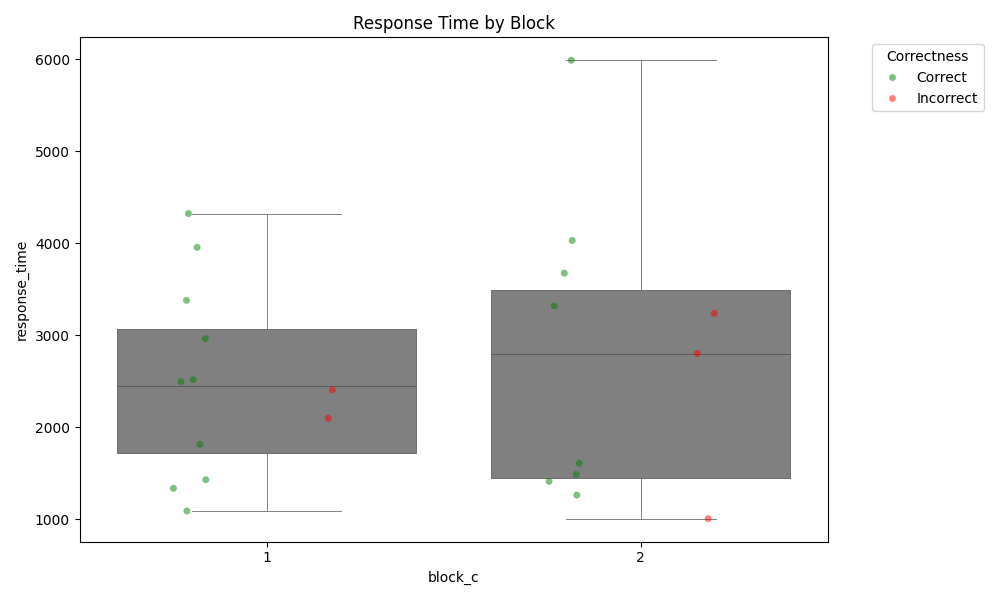 Response Time by Block
Correctness
Correct
Incorrect
6000
5000
4000
3000
2000
1000
response_time
1
2
block_c